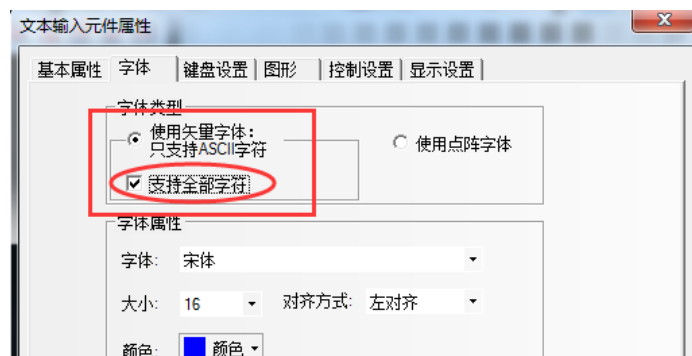 文本输入元件属性
基本属性 字体 键盘设置 图形 控制设置 显示设置
字体类型
使用矢量字体： 使用点阵字体
只支持ASCII字符
支持全部字符
字体属性
字体: 宋体
大小: 16 对齐方式: 左对齐
颜色: 颜色